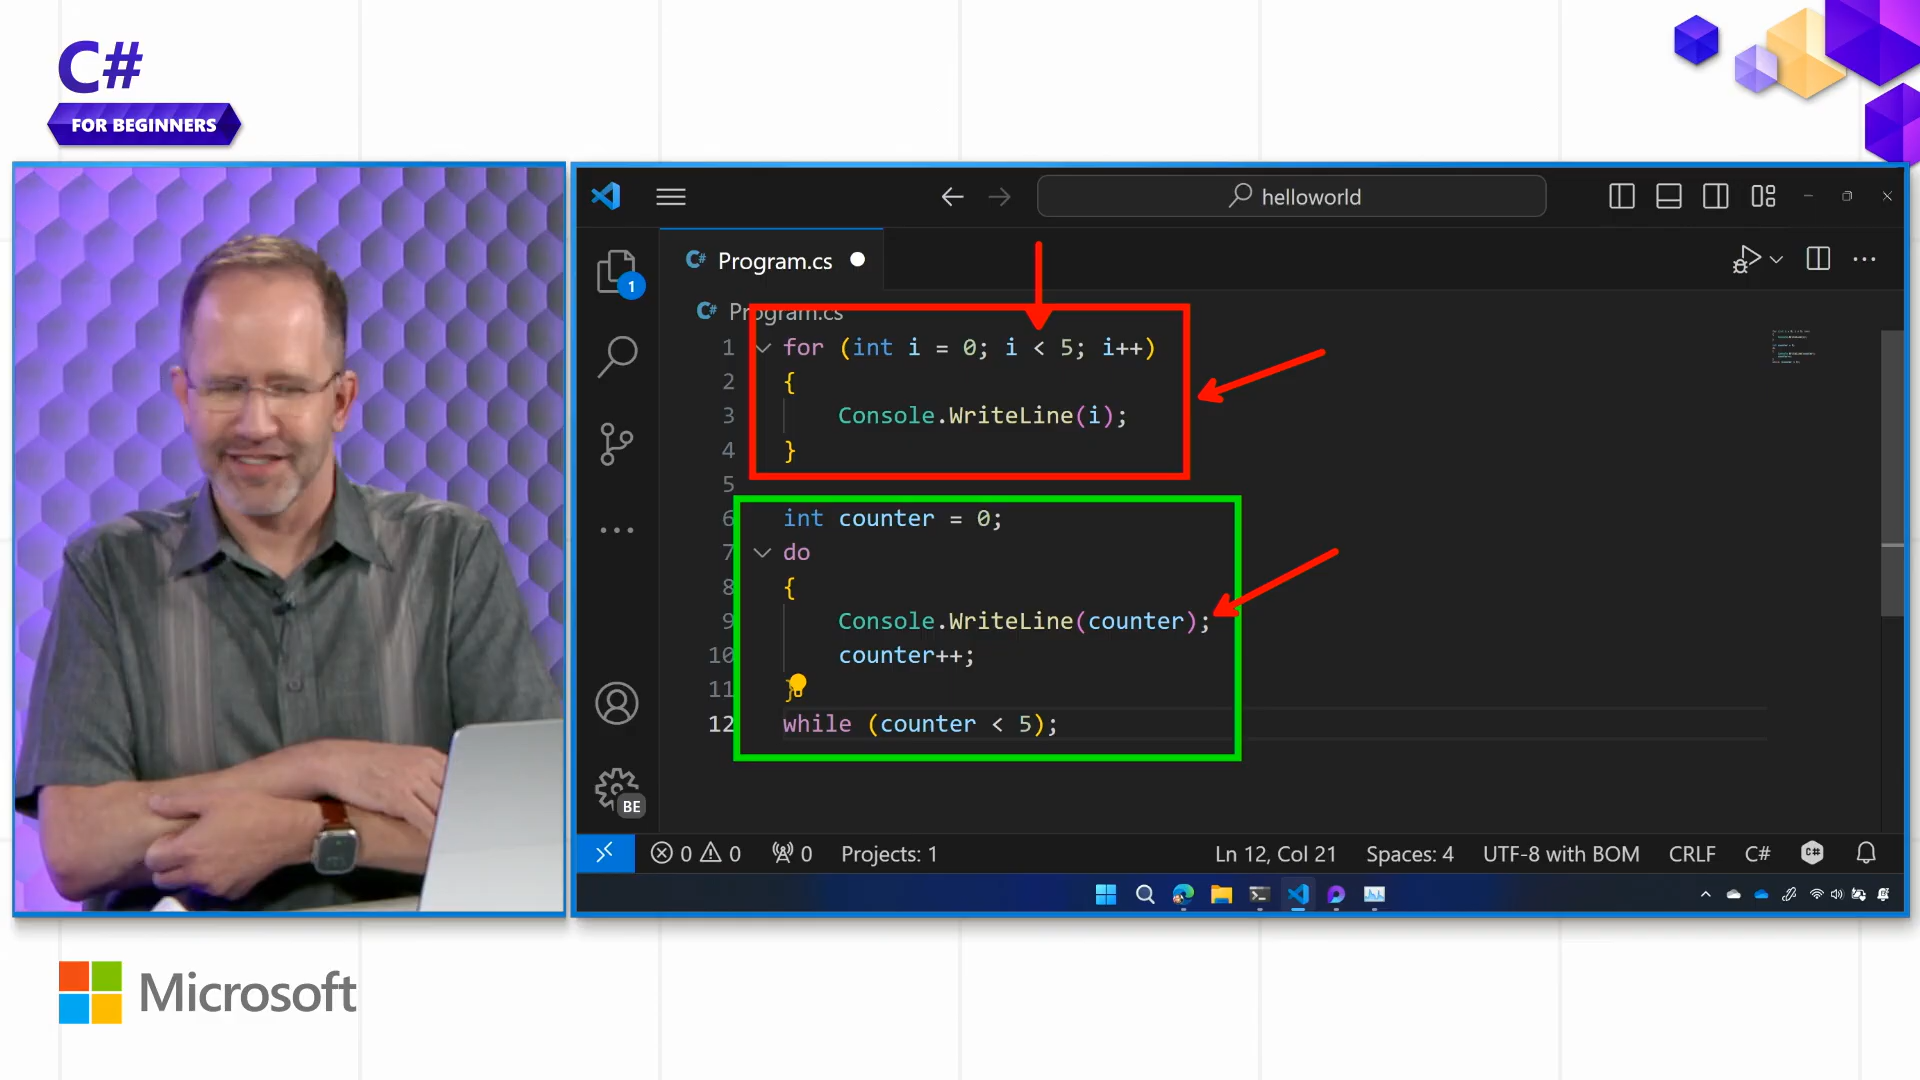 C#
FOR BEGINNERS
helloworld
C# Program.cs
1
C# Program.cs
1 for (int i = 0; i < 5; i++)
2 {
3 Console.WriteLine(i);
4 }
5
6 int counter = 0;
7 do
8 {
9 Console.WriteLine(counter);
10 counter++;
11 }
12 while (counter < 5);
BE
0 0 0 Projects: 1 Ln 12, Col 21 Spaces: 4 UTF-8 with BOM CRLF C# C#
Microsoft